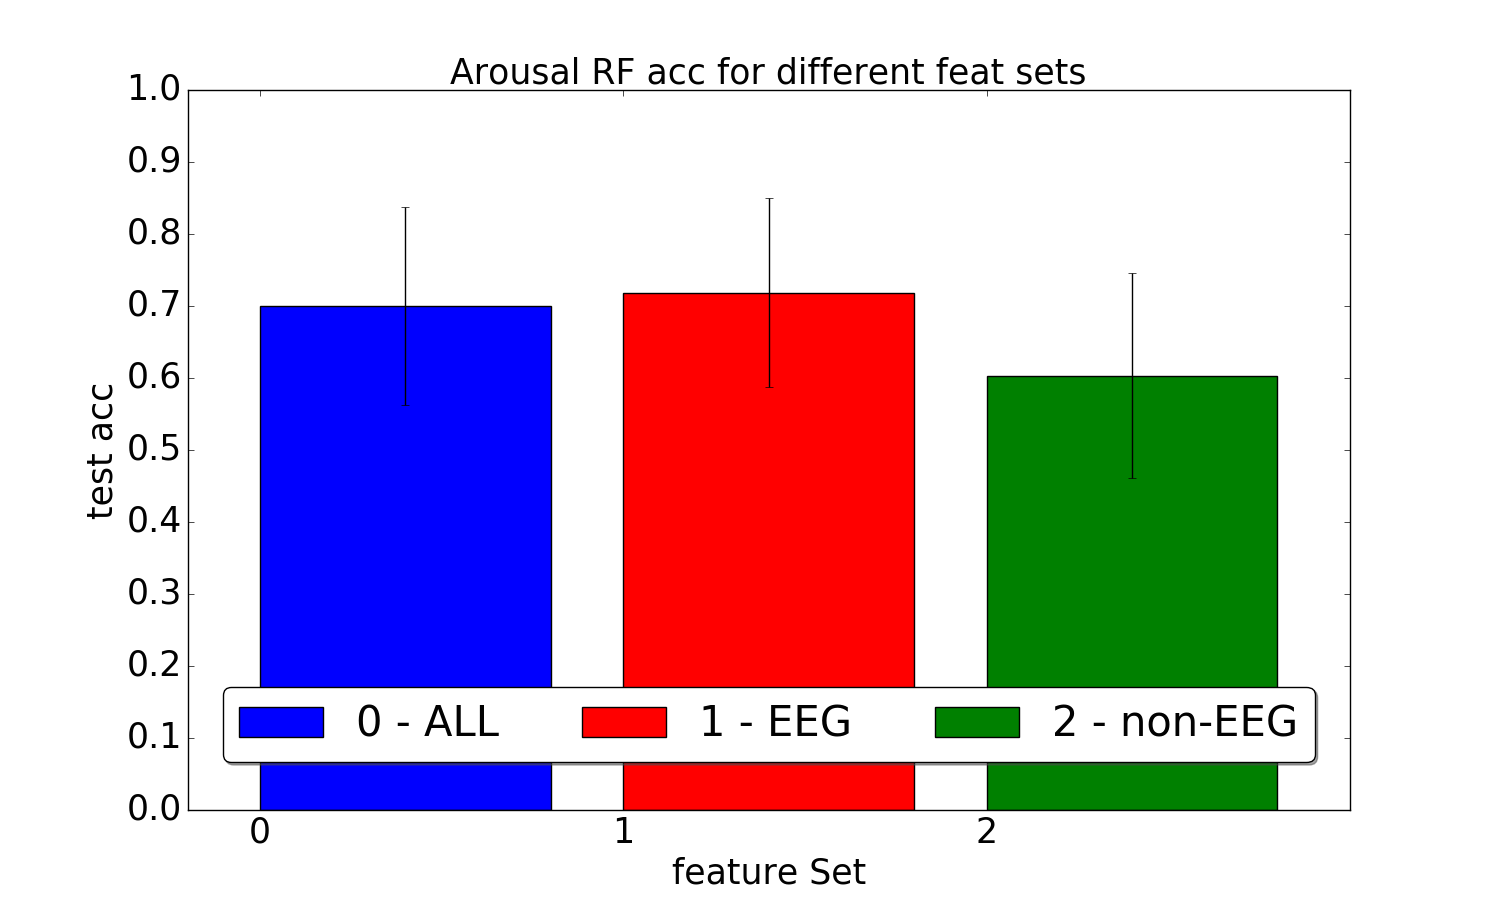 Arousal RF acc for different feat sets
1.0
0.9
0.8
0.7
0.6
0.5
0.4
0.3
0.2
0.1
0.0
test acc
0 - ALL 1 - EEG 2 - non-EEG
0 1 2
feature Set